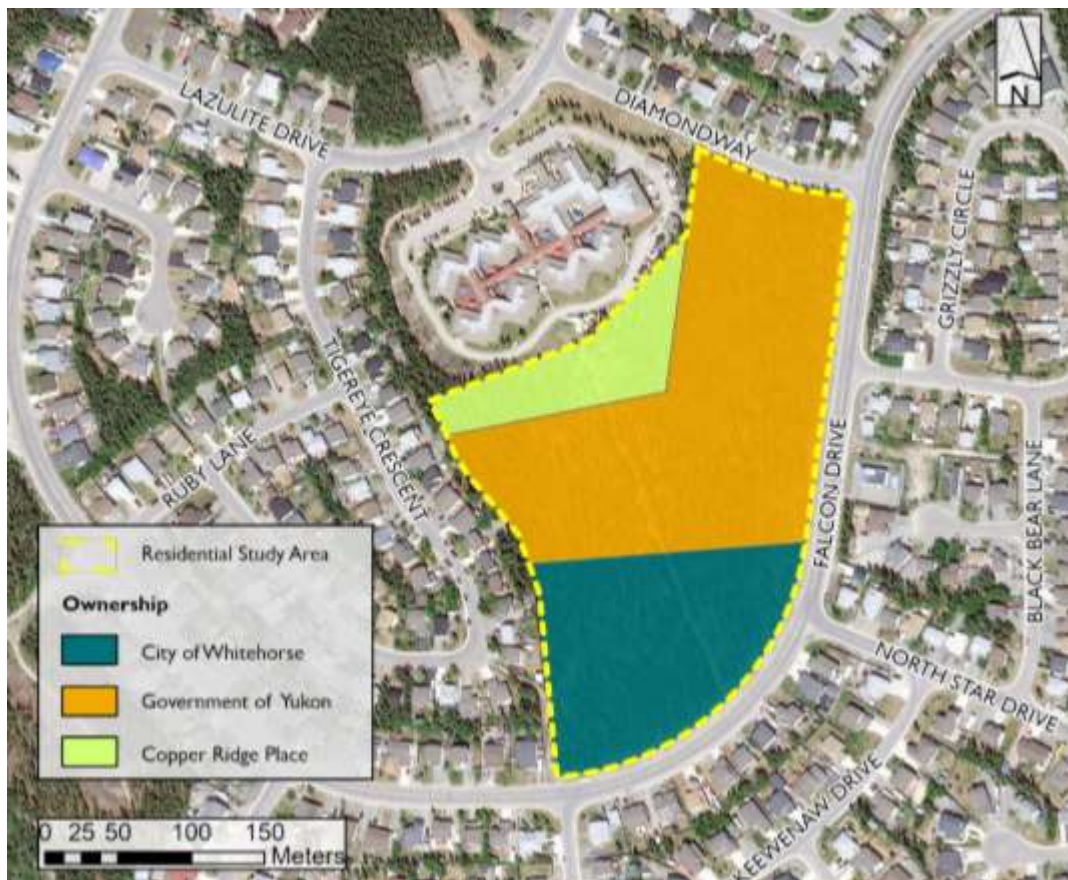 LAZULITE DRIVE
DIAMONDWAY
N
GRIZZLY CIRCLE
TIGEREYE CRESCENT
RUBY LANE
FALCON DRIVE
BLACK BEAR LANE
NORTH STAR DRIVE
KEEWENAW DRIVE
Residential Study Area
Ownership
City of Whitehorse
Government of Yukon
Copper Ridge Place
0 25 50 100 150
Meters